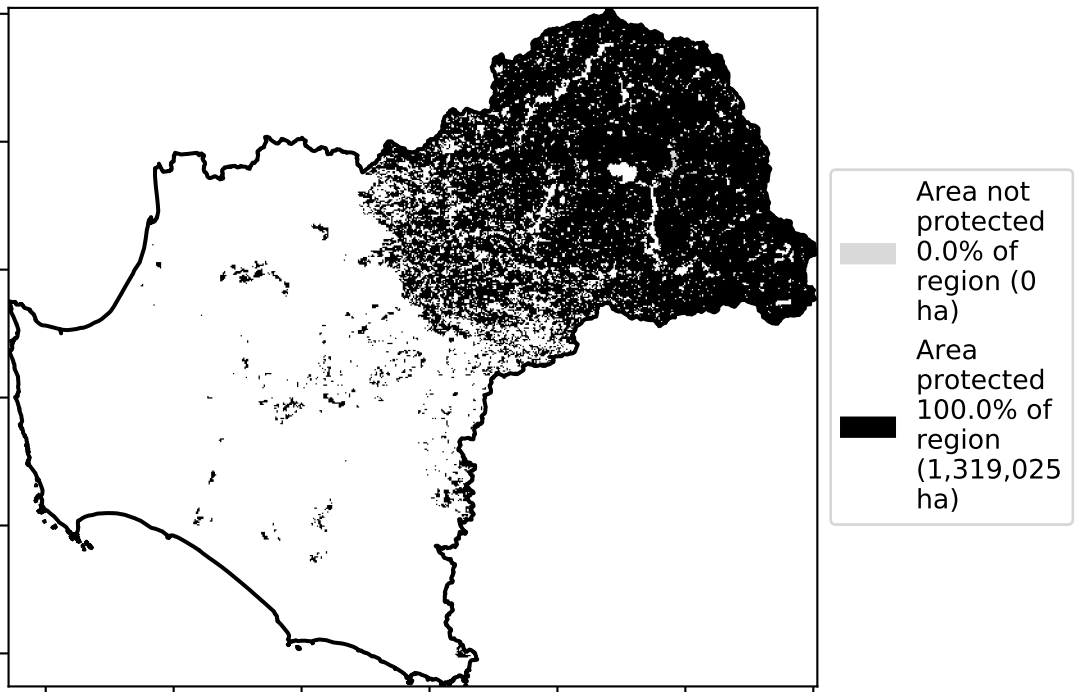 Area not
protected
0.0% of
region (0
ha)
Area
protected
100.0% of
region
(1,319,025
ha)